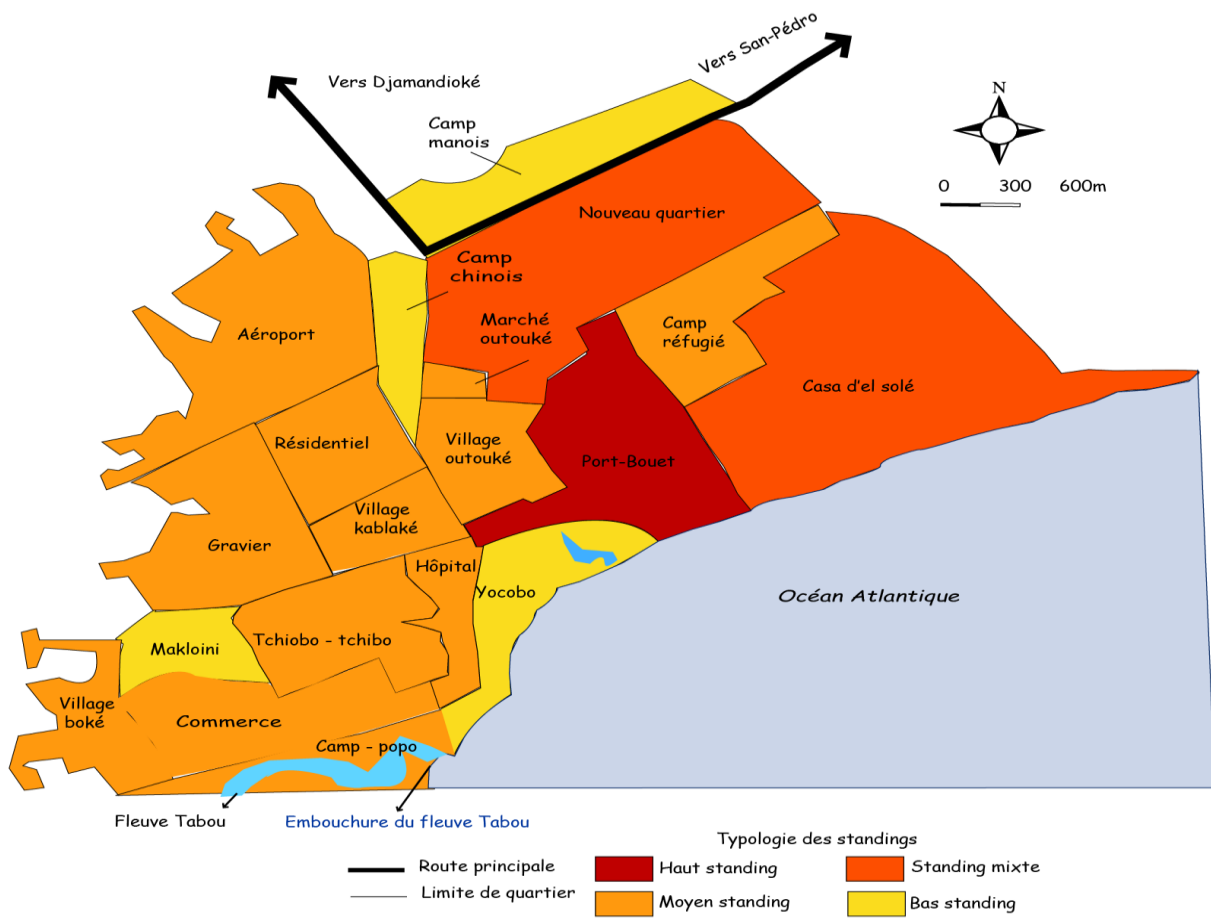 Vers San-Pédro
Vers Djamandioké
N
Camp
manois
0 300 600m
Nouveau quartier
Camp
chinois
Aéroport
Marché
outouké
Camp
réfugié
Casa d'el solé
Résidentiel
Village
outouké
Port-Bouet
Village
kablaké
Gravier
Hôpital
Yocobo
Océan Atlantique
Makloini
Tchiobo - tchibo
Village
boké
Commerce
Camp - popo
Fleuve Tabou
Embouchure du fleuve Tabou
Typologie des standings
Route principale
Haut standing
Standing mixte
Limite de quartier
Moyen standing
Bas standing